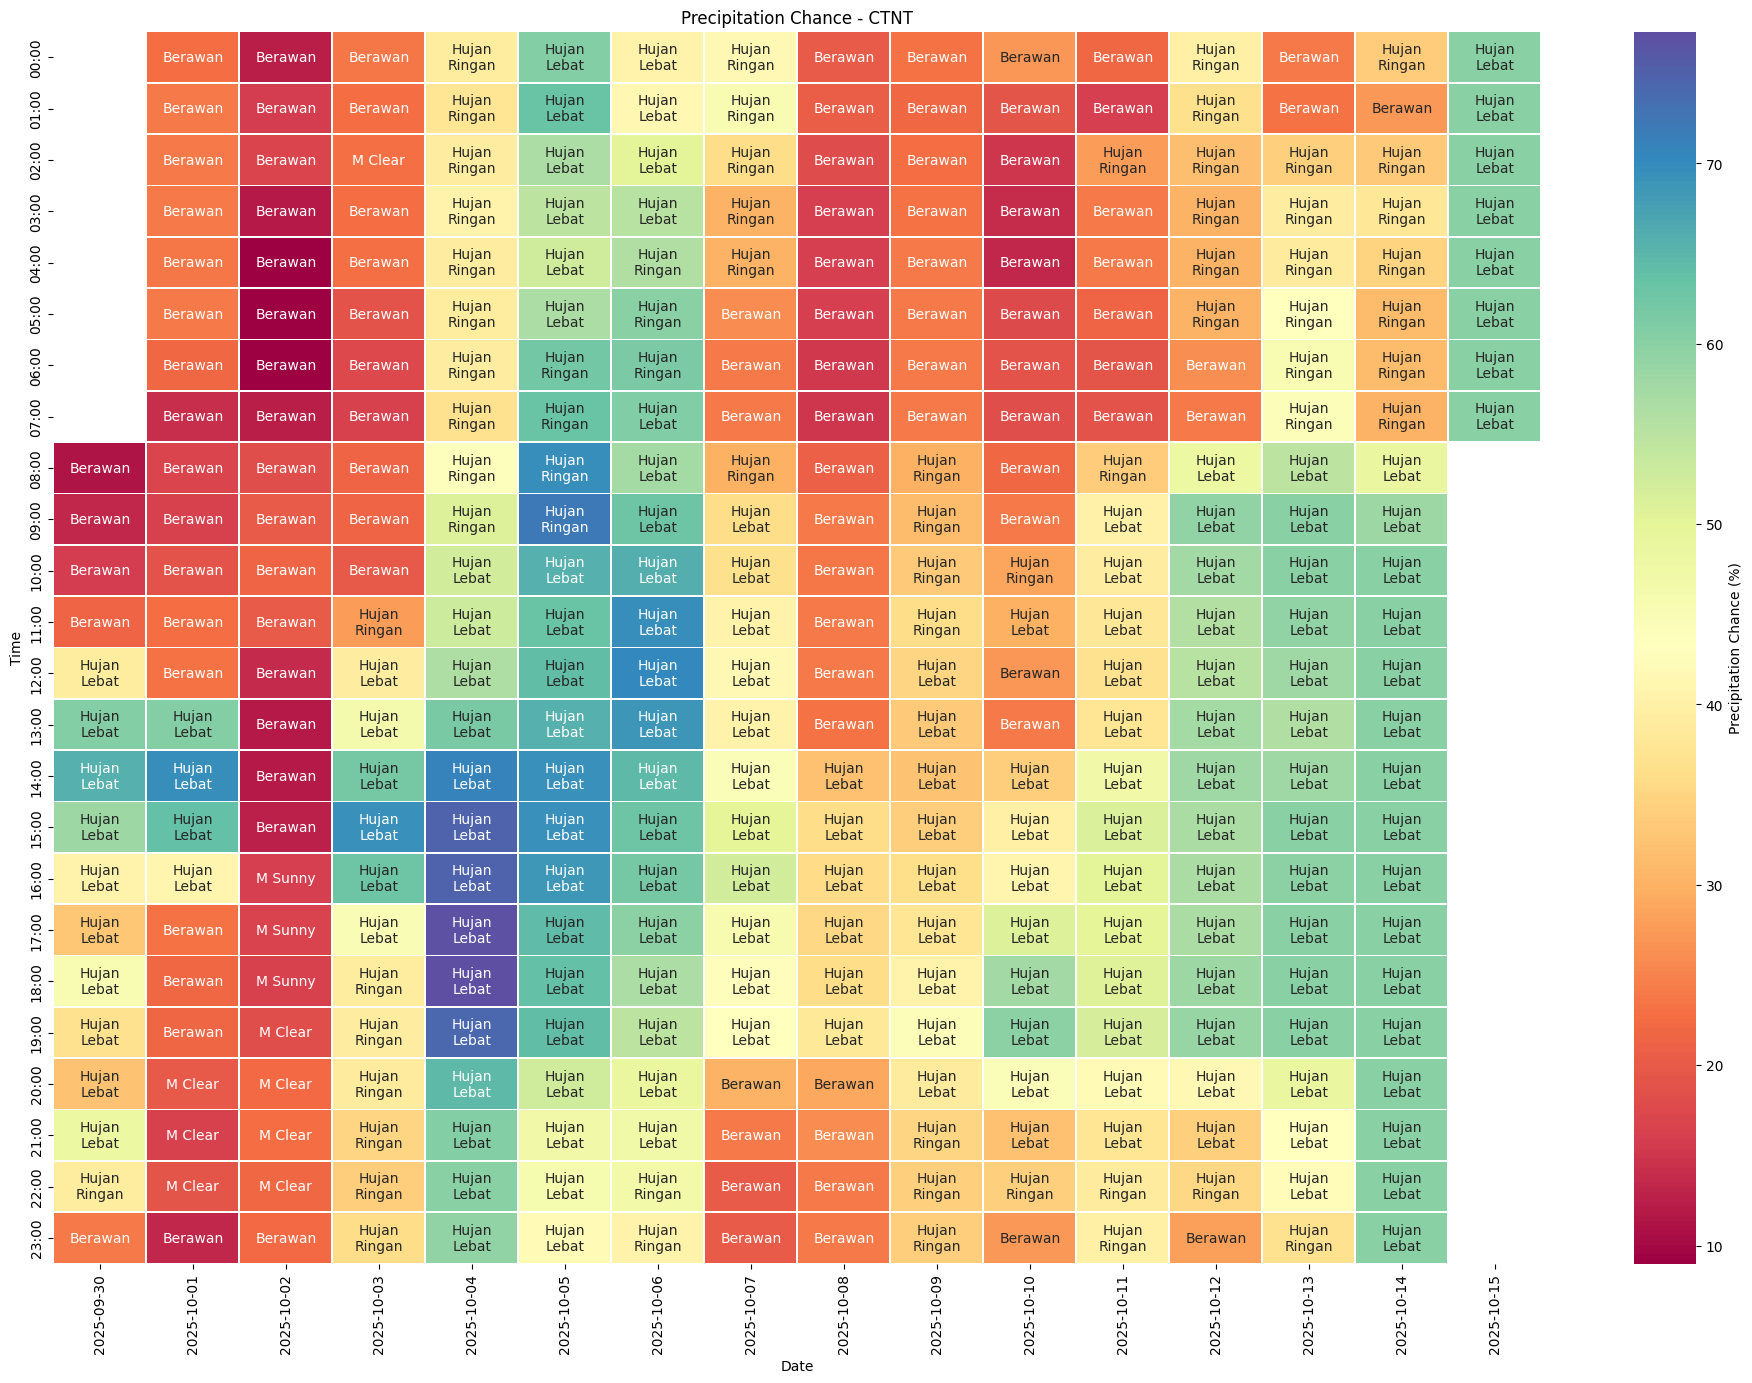 Precipitation Chance - CTNT
00:00 Berawan Berawan Berawan Hujan Ringan Hujan Lebat Hujan Lebat Hujan Ringan Berawan Berawan Berawan Berawan Hujan Ringan Berawan Hujan Ringan Hujan Lebat
01:00 Berawan Berawan Berawan Hujan Ringan Hujan Lebat Hujan Lebat Hujan Ringan Berawan Berawan Berawan Berawan Hujan Ringan Berawan Berawan Hujan Lebat
02:00 Berawan Berawan M Clear Hujan Ringan Hujan Lebat Hujan Lebat Hujan Ringan Berawan Berawan Berawan Hujan Ringan Hujan Ringan Hujan Ringan Hujan Ringan Hujan Lebat
03:00 Berawan Berawan Berawan Hujan Ringan Hujan Lebat Hujan Lebat Hujan Ringan Berawan Berawan Berawan Berawan Hujan Ringan Hujan Ringan Hujan Ringan Hujan Lebat
04:00 Berawan Berawan Berawan Hujan Ringan Hujan Lebat Hujan Ringan Hujan Ringan Berawan Berawan Berawan Berawan Hujan Ringan Hujan Ringan Hujan Ringan Hujan Lebat
05:00 Berawan Berawan Berawan Hujan Ringan Hujan Lebat Hujan Ringan Berawan Berawan Berawan Berawan Berawan Hujan Ringan Hujan Ringan Hujan Ringan Hujan Lebat
06:00 Berawan Berawan Berawan Hujan Ringan Hujan Ringan Hujan Ringan Berawan Berawan Berawan Berawan Berawan Berawan Hujan Ringan Hujan Ringan Hujan Lebat
07:00 Berawan Berawan Berawan Hujan Ringan Hujan Ringan Hujan Lebat Berawan Berawan Berawan Berawan Berawan Berawan Hujan Ringan Hujan Ringan Hujan Lebat
08:00 Berawan Berawan Berawan Berawan Hujan Ringan Hujan Ringan Hujan Lebat Hujan Ringan Berawan Hujan Ringan Berawan Hujan Ringan Hujan Lebat Hujan Lebat Hujan Lebat
09:00 Berawan Berawan Berawan Berawan Hujan Ringan Hujan Ringan Hujan Lebat Hujan Lebat Berawan Hujan Ringan Berawan Hujan Lebat Hujan Lebat Hujan Lebat Hujan Lebat
10:00 Berawan Berawan Berawan Berawan Hujan Lebat Hujan Lebat Hujan Lebat Hujan Lebat Berawan Hujan Ringan Hujan Ringan Hujan Lebat Hujan Lebat Hujan Lebat Hujan Lebat
11:00 Berawan Berawan Berawan Hujan Ringan Hujan Lebat Hujan Lebat Hujan Lebat Hujan Lebat Berawan Hujan Ringan Hujan Lebat Hujan Lebat Hujan Lebat Hujan Lebat Hujan Lebat
12:00 Hujan Lebat Berawan Berawan Hujan Lebat Hujan Lebat Hujan Lebat Hujan Lebat Hujan Lebat Berawan Hujan Lebat Berawan Hujan Lebat Hujan Lebat Hujan Lebat Hujan Lebat
13:00 Hujan Lebat Hujan Lebat Berawan Hujan Lebat Hujan Lebat Hujan Lebat Hujan Lebat Hujan Lebat Berawan Hujan Lebat Berawan Hujan Lebat Hujan Lebat Hujan Lebat Hujan Lebat
14:00 Hujan Lebat Hujan Lebat Berawan Hujan Lebat Hujan Lebat Hujan Lebat Hujan Lebat Hujan Lebat Hujan Lebat Hujan Lebat Hujan Lebat Hujan Lebat Hujan Lebat Hujan Lebat Hujan Lebat
15:00 Hujan Lebat Hujan Lebat Berawan Hujan Lebat Hujan Lebat Hujan Lebat Hujan Lebat Hujan Lebat Hujan Lebat Hujan Lebat Hujan Lebat Hujan Lebat Hujan Lebat Hujan Lebat Hujan Lebat
16:00 Hujan Lebat Hujan Lebat M Sunny Hujan Lebat Hujan Lebat Hujan Lebat Hujan Lebat Hujan Lebat Hujan Lebat Hujan Lebat Hujan Lebat Hujan Lebat Hujan Lebat Hujan Lebat Hujan Lebat
17:00 Hujan Lebat Berawan M Sunny Hujan Lebat Hujan Lebat Hujan Lebat Hujan Lebat Hujan Lebat Hujan Lebat Hujan Lebat Hujan Lebat Hujan Lebat Hujan Lebat Hujan Lebat Hujan Lebat
18:00 Hujan Lebat Berawan M Sunny Hujan Ringan Hujan Lebat Hujan Lebat Hujan Lebat Hujan Lebat Hujan Lebat Hujan Lebat Hujan Lebat Hujan Lebat Hujan Lebat Hujan Lebat Hujan Lebat
19:00 Hujan Lebat Berawan M Clear Hujan Ringan Hujan Lebat Hujan Lebat Hujan Lebat Hujan Lebat Hujan Lebat Hujan Lebat Hujan Lebat Hujan Lebat Hujan Lebat Hujan Lebat Hujan Lebat
20:00 Hujan Lebat M Clear M Clear Hujan Ringan Hujan Lebat Hujan Lebat Hujan Lebat Berawan Berawan Hujan Lebat Hujan Lebat Hujan Lebat Hujan Lebat Hujan Lebat Hujan Lebat
21:00 Hujan Lebat M Clear M Clear Hujan Ringan Hujan Lebat Hujan Lebat Hujan Lebat Berawan Berawan Hujan Ringan Hujan Lebat Hujan Lebat Hujan Lebat Hujan Lebat Hujan Lebat
22:00 Hujan Ringan M Clear M Clear Hujan Ringan Hujan Lebat Hujan Lebat Hujan Ringan Berawan Berawan Hujan Ringan Hujan Ringan Hujan Ringan Hujan Ringan Hujan Lebat Hujan Lebat
23:00 Berawan Berawan Berawan Hujan Ringan Hujan Lebat Hujan Lebat Hujan Ringan Berawan Berawan Hujan Ringan Berawan Hujan Ringan Berawan Hujan Ringan Hujan Lebat
Time
2025-09-30 2025-10-01 2025-10-02 2025-10-03 2025-10-04 2025-10-05 2025-10-06 2025-10-07 2025-10-08 2025-10-09 2025-10-10 2025-10-11 2025-10-12 2025-10-13 2025-10-14 2025-10-15
Date
70
60
50
40
30
20
10
Precipitation Chance (%)